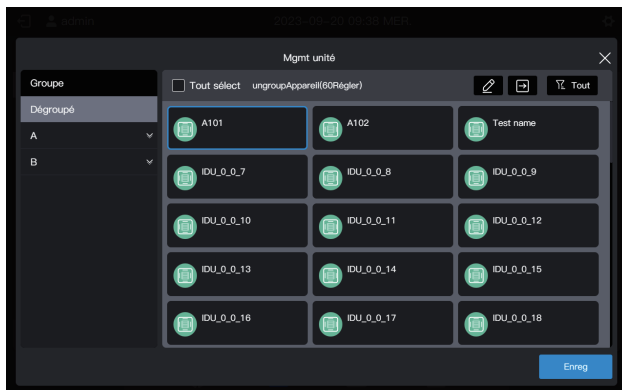 admin
2023-09-20 09:38 MER.
Mgmt unité
Groupe
Tout sélect ungroupAppareil(60Régler)
Tout
Dégroupé
A
B
A101
A102
Test name
IDU_0_0_7
IDU_0_0_8
IDU_0_0_9
IDU_0_0_10
IDU_0_0_11
IDU_0_0_12
IDU_0_0_13
IDU_0_0_14
IDU_0_0_15
IDU_0_0_16
IDU_0_0_17
IDU_0_0_18
Enreg